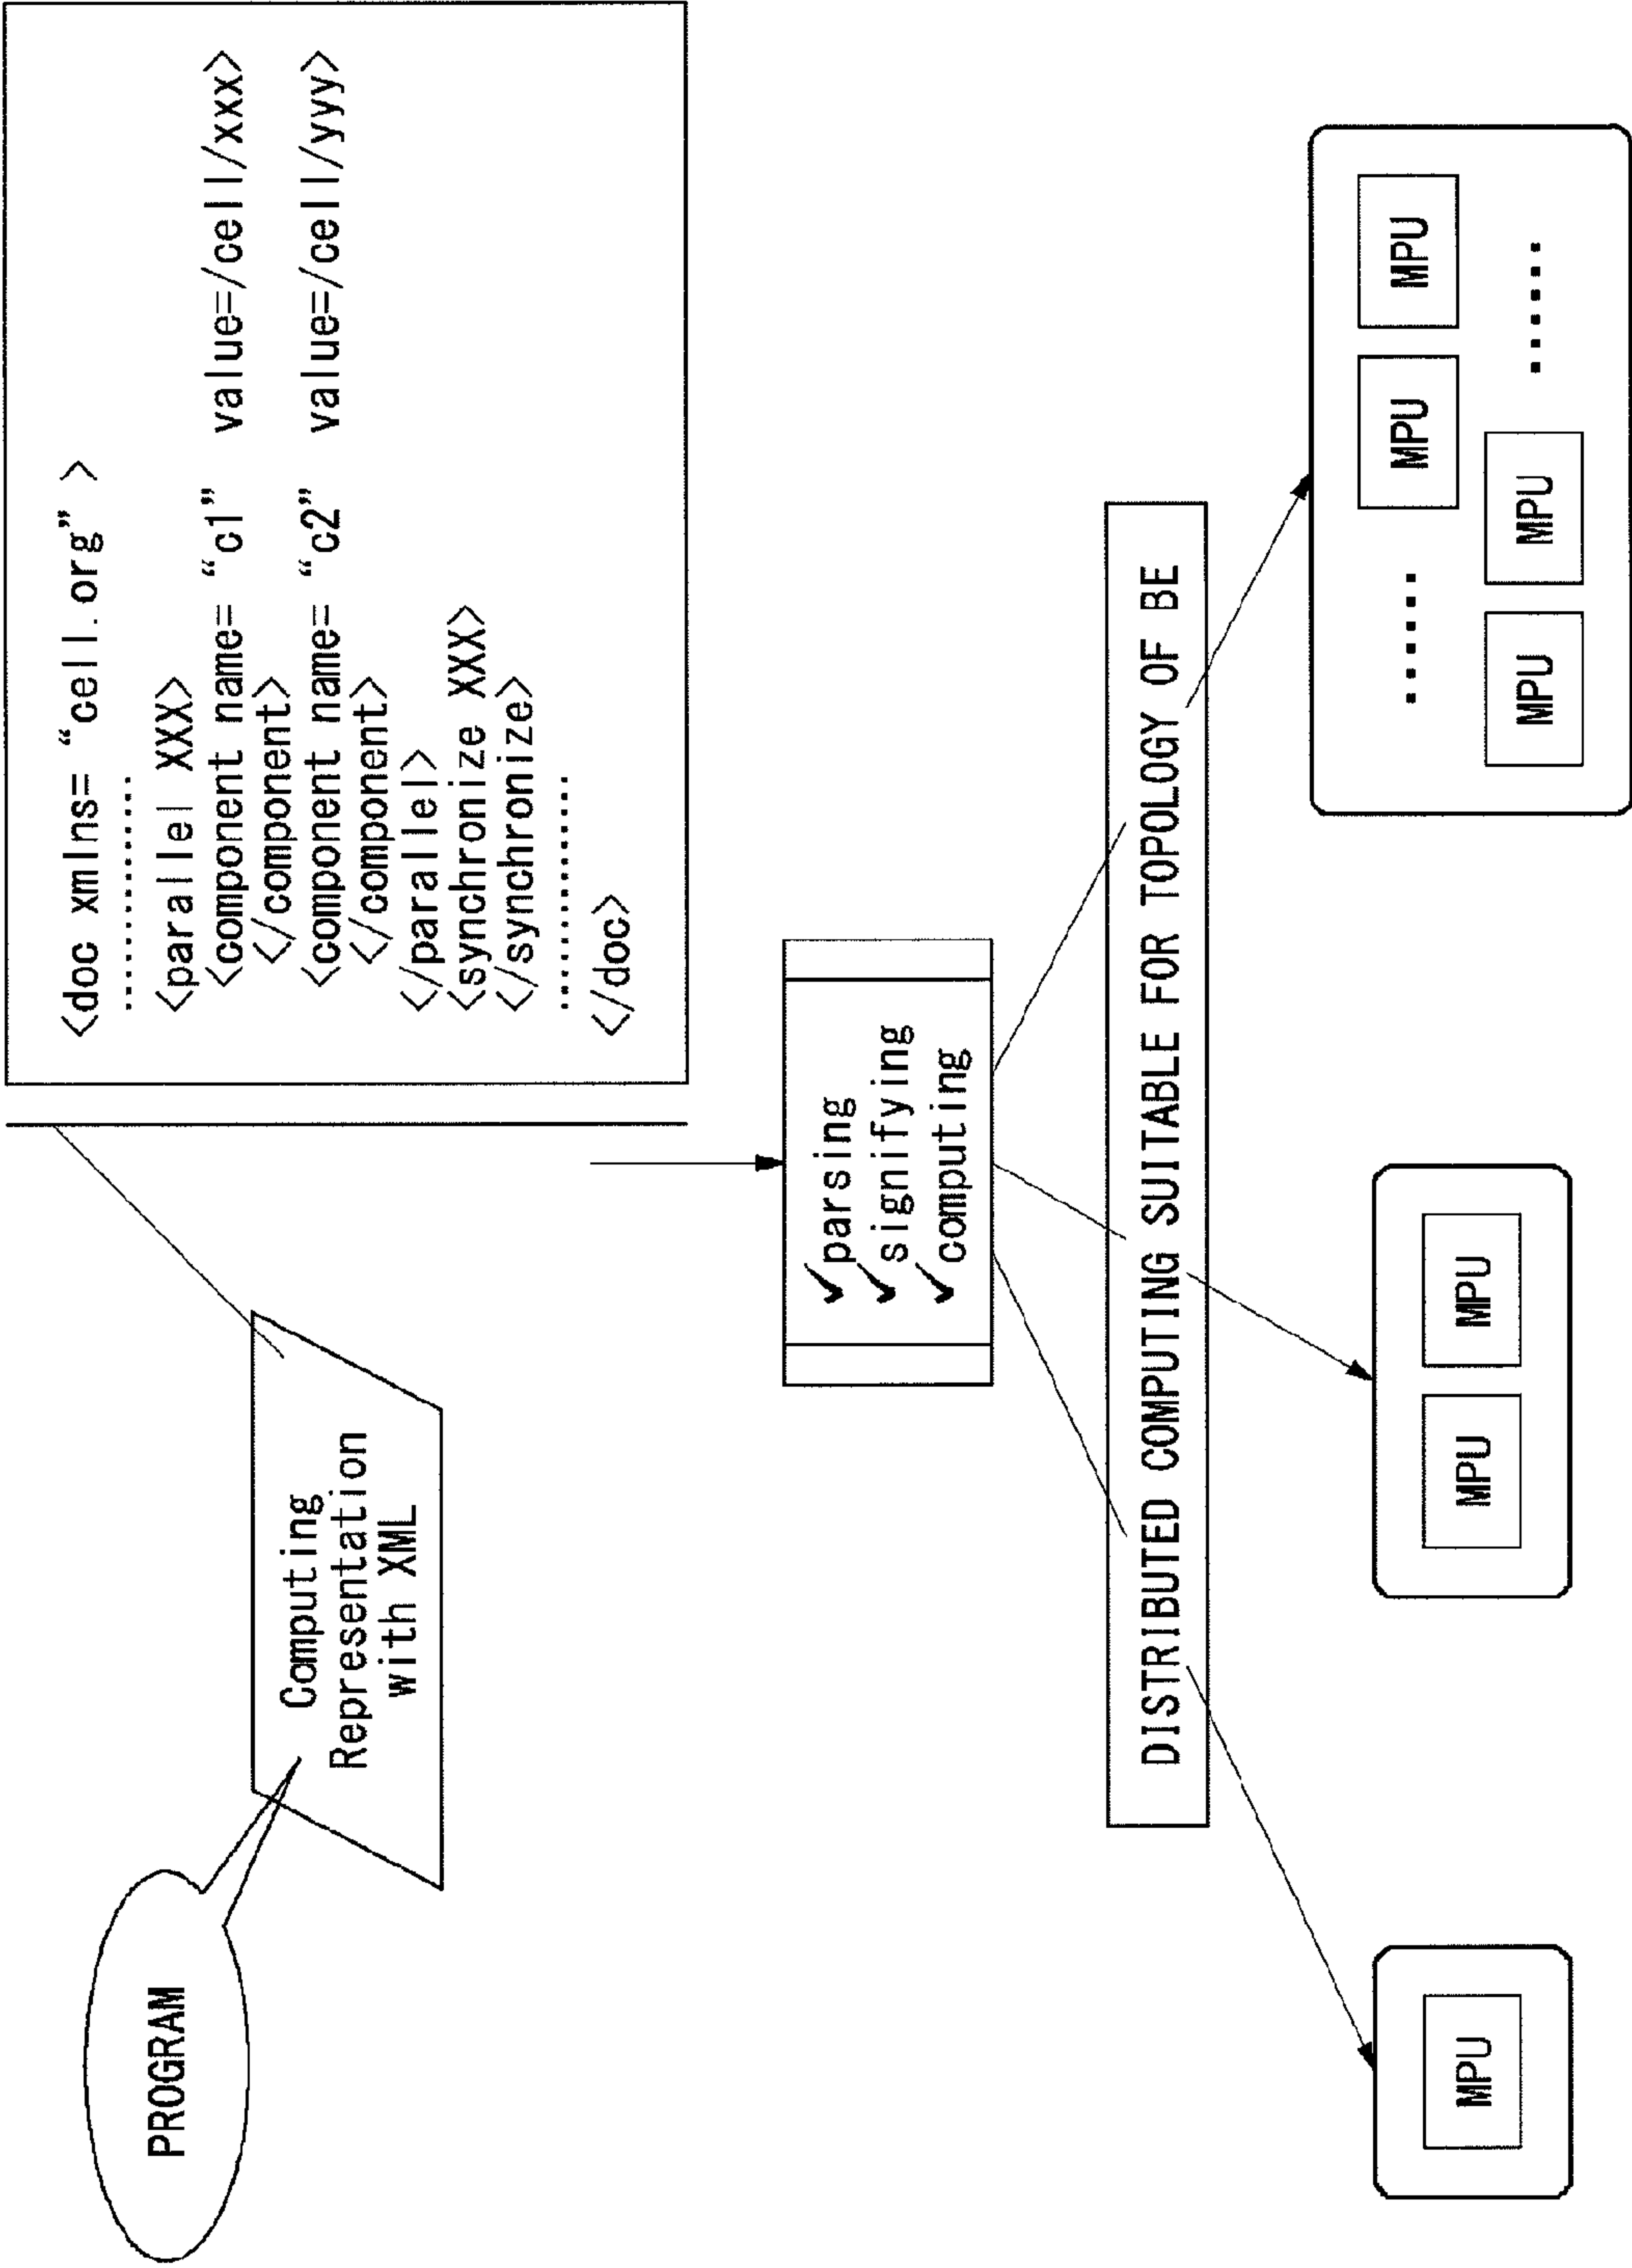 PROGRAM
Computing
Representation
with XML
<doc xmlns= “cell.org” >
............
<parallel XXX>
<component name= “c1” value=/cell/xxx>
</component>
<component name= “c2” value=/cell/yyy>
</component>
</parallel>
<synchronize XXX>
</synchronize>
............
</doc>
✓parsing
✓signifying
✓computing
DISTRIBUTED COMPUTING SUITABLE FOR TOPOLOGY OF BE
MPU
MPU MPU
...... MPU MPU
MPU MPU ......